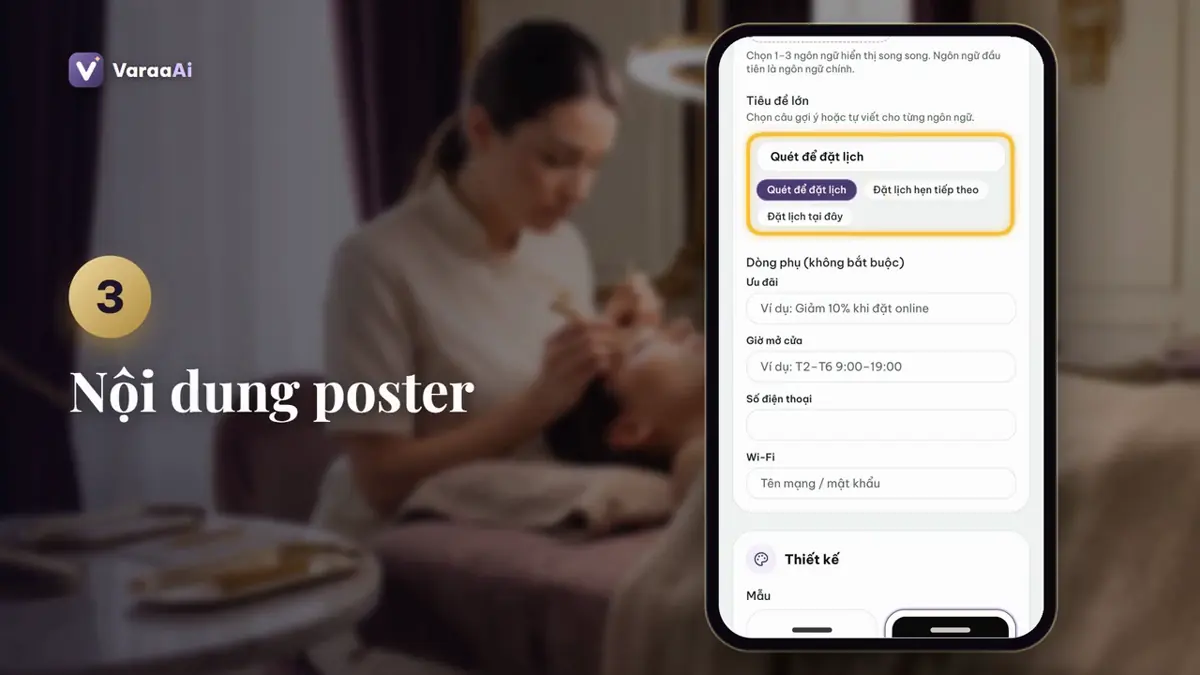 VaraaAi
3
Nội dung poster
Chọn 1–3 ngôn ngữ hiển thị song song. Ngôn ngữ đầu
tiên là ngôn ngữ chính.
Tiêu đề lớn
Chọn câu gợi ý hoặc tự viết cho từng ngôn ngữ.
Quét để đặt lịch
Quét để đặt lịch
Đặt lịch hẹn tiếp theo
Đặt lịch tại đây
Dòng phụ (không bắt buộc)
Ưu đãi
Ví dụ: Giảm 10% khi đặt online
Giờ mở cửa
Ví dụ: T2–T6 9:00–19:00
Số điện thoại
Wi-Fi
Tên mạng / mật khẩu
Thiết kế
Mẫu